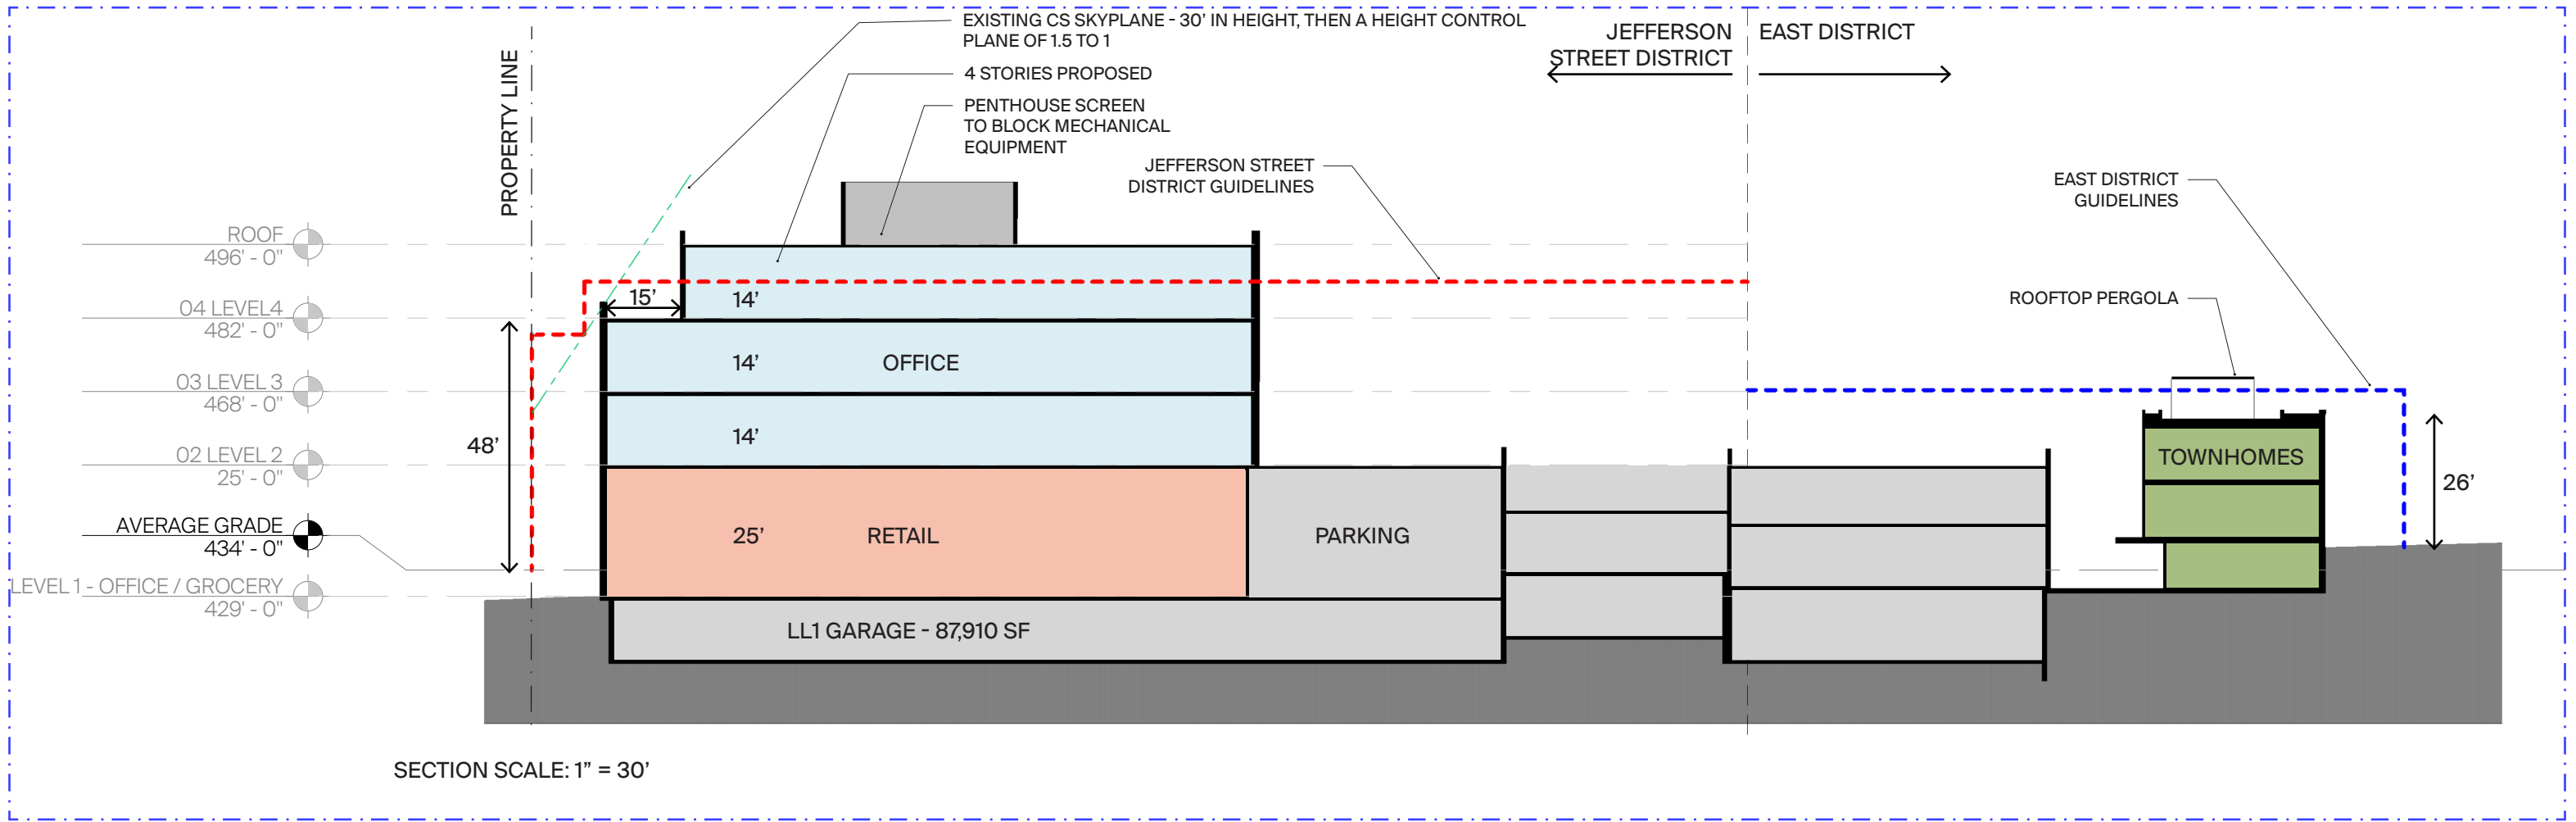 EXISTING CS SKYPLANE - 30’ IN HEIGHT, THEN A HEIGHT CONTROL
PLANE OF 1.5 TO 1
4 STORIES PROPOSED
PENTHOUSE SCREEN
TO BLOCK MECHANICAL
EQUIPMENT
JEFFERSON STREET
DISTRICT GUIDELINES
JEFFERSON
STREET DISTRICT
EAST DISTRICT
EAST DISTRICT
GUIDELINES
ROOFTOP PERGOLA
PROPERTY LINE
ROOF
496' - 0"
04 LEVEL4
482' - 0"
03 LEVEL 3
468' - 0"
02 LEVEL 2
25' - 0"
AVERAGE GRADE
434' - 0"
LEVEL 1 - OFFICE / GROCERY
429' - 0"
48’
15’
14’
14’
OFFICE
14’
25’
RETAIL
PARKING
LL1 GARAGE - 87,910 SF
TOWNHOMES
26’
SECTION SCALE: 1” = 30’